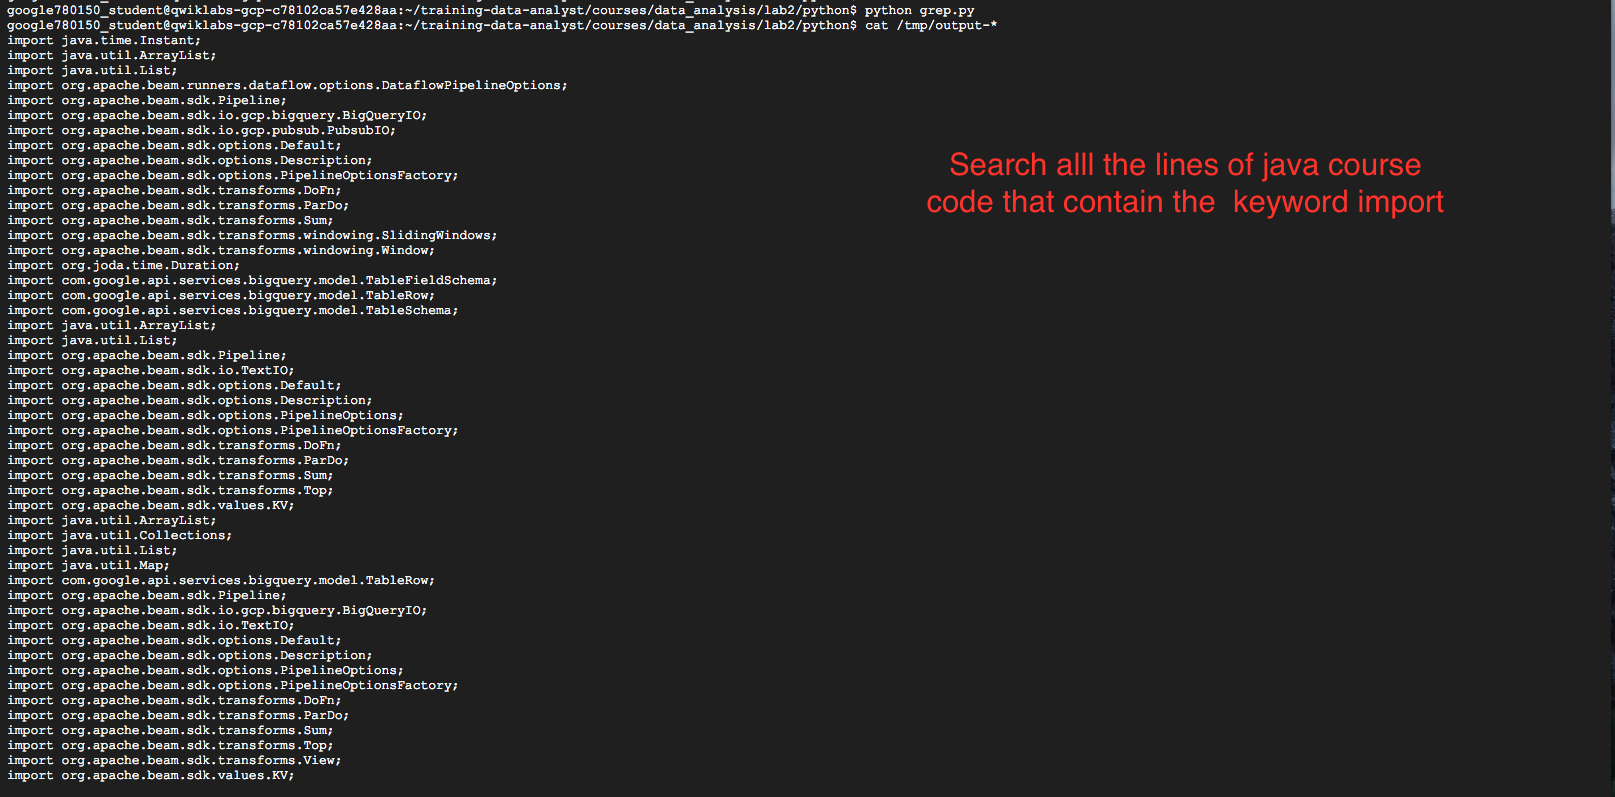 google780150_student@qwiklabs-gcp-c78102ca57e428aa:~/training-data-analyst/courses/data_analysis/lab2/python$ python grep.py
google780150_student@qwiklabs-gcp-c78102ca57e428aa:~/training-data-analyst/courses/data_analysis/lab2/python$ cat /tmp/output-*
import java.time.Instant;
import java.util.ArrayList;
import java.util.List;
import org.apache.beam.runners.dataflow.options.DataflowPipelineOptions;
import org.apache.beam.sdk.Pipeline;
import org.apache.beam.sdk.io.gcp.bigquery.BigQueryIO;
import org.apache.beam.sdk.io.gcp.pubsub.PubsubIO;
import org.apache.beam.sdk.options.Default;
import org.apache.beam.sdk.options.Description;
import org.apache.beam.sdk.options.PipelineOptionsFactory;
import org.apache.beam.sdk.transforms.DoFn;
import org.apache.beam.sdk.transforms.ParDo;
import org.apache.beam.sdk.transforms.Sum;
import org.apache.beam.sdk.transforms.windowing.SlidingWindows;
import org.apache.beam.sdk.transforms.windowing.Window;
import org.joda.time.Duration;
import com.google.api.services.bigquery.model.TableFieldSchema;
import com.google.api.services.bigquery.model.TableRow;
import com.google.api.services.bigquery.model.TableSchema;
import java.util.ArrayList;
import java.util.List;
import org.apache.beam.sdk.Pipeline;
import org.apache.beam.sdk.io.TextIO;
import org.apache.beam.sdk.options.Default;
import org.apache.beam.sdk.options.Description;
import org.apache.beam.sdk.options.PipelineOptions;
import org.apache.beam.sdk.options.PipelineOptionsFactory;
import org.apache.beam.sdk.transforms.DoFn;
import org.apache.beam.sdk.transforms.ParDo;
import org.apache.beam.sdk.transforms.Sum;
import org.apache.beam.sdk.transforms.Top;
import org.apache.beam.sdk.values.KV;
import java.util.ArrayList;
import java.util.Collections;
import java.util.List;
import java.util.Map;
import com.google.api.services.bigquery.model.TableRow;
import org.apache.beam.sdk.Pipeline;
import org.apache.beam.sdk.io.gcp.bigquery.BigQueryIO;
import org.apache.beam.sdk.io.TextIO;
import org.apache.beam.sdk.options.Default;
import org.apache.beam.sdk.options.Description;
import org.apache.beam.sdk.options.PipelineOptions;
import org.apache.beam.sdk.options.PipelineOptionsFactory;
import org.apache.beam.sdk.transforms.DoFn;
import org.apache.beam.sdk.transforms.ParDo;
import org.apache.beam.sdk.transforms.Sum;
import org.apache.beam.sdk.transforms.Top;
import org.apache.beam.sdk.transforms.View;
import org.apache.beam.sdk.values.KV;
Search alll the lines of java course
code that contain the  keyword import